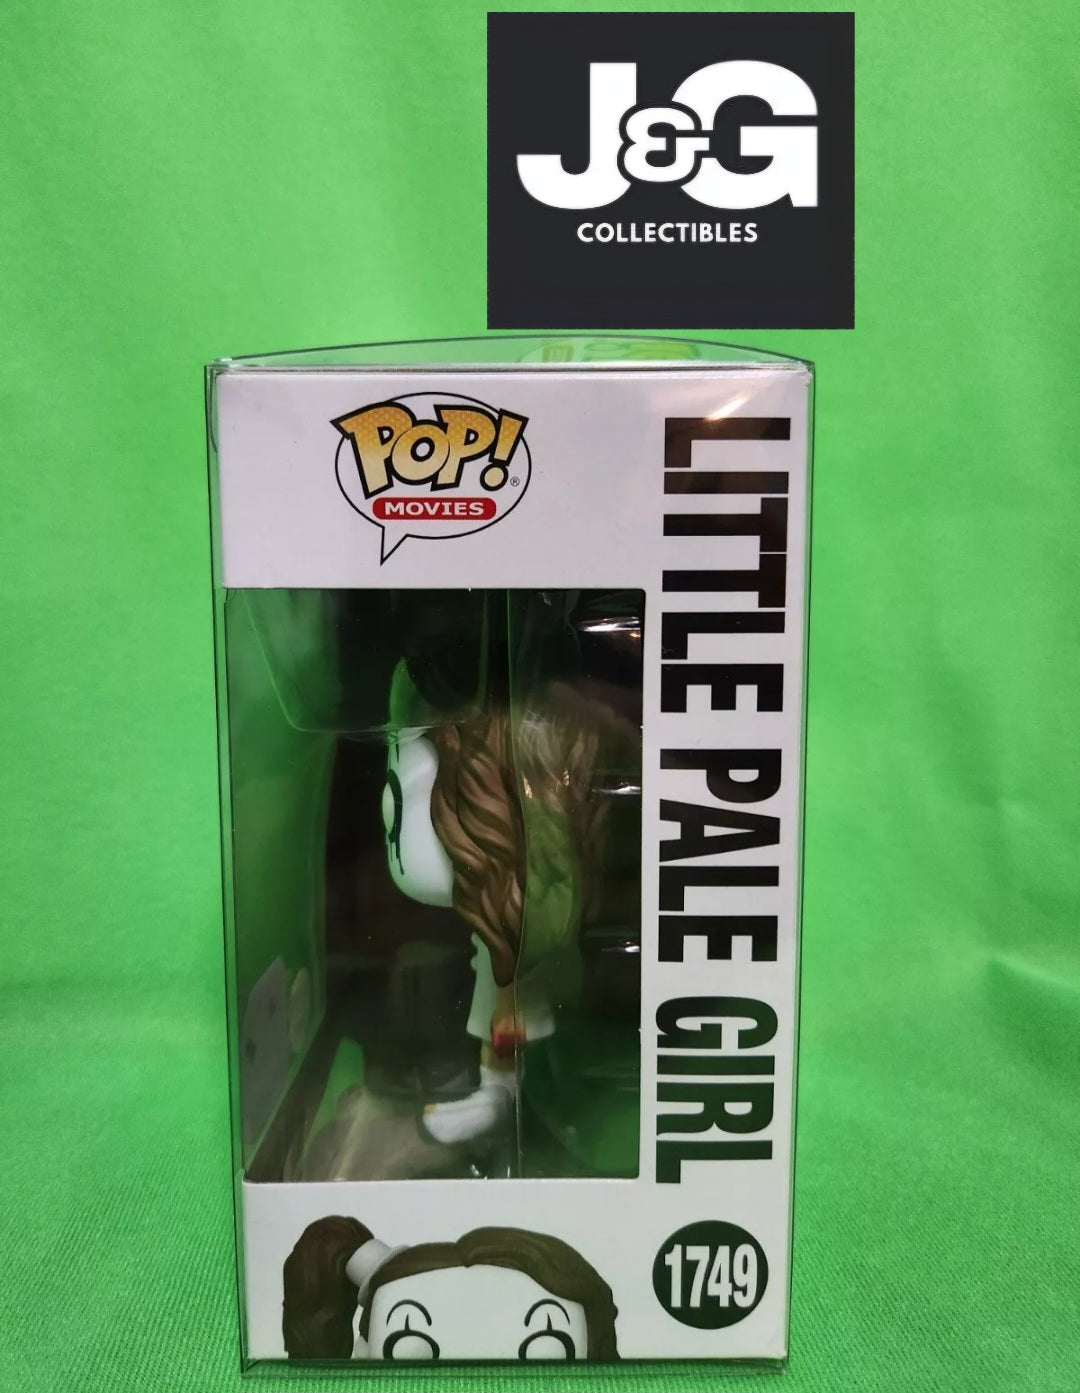 J&G
COLLECTIBLES
POP!®
MOVIES
LITTLE PALE GIRL
1749